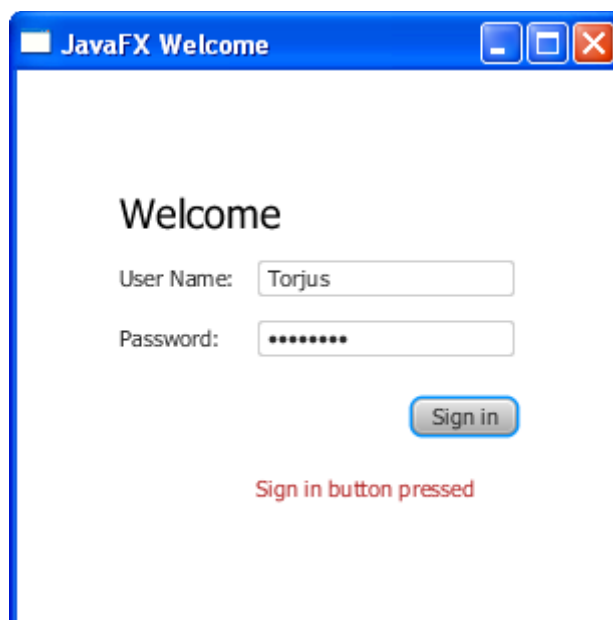 JavaFX Welcome
Welcome
User Name: Torjus
Password: ••••••••
Sign in
Sign in button pressed